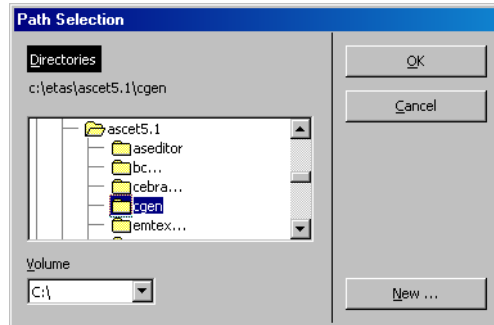 Path Selection
Directories
c:\etas\ascet5.1\cgen
ascet5.1
aseditor
bc...
cebra...
cgen
emtex...
Volume
C:\
OK
Cancel
New ...